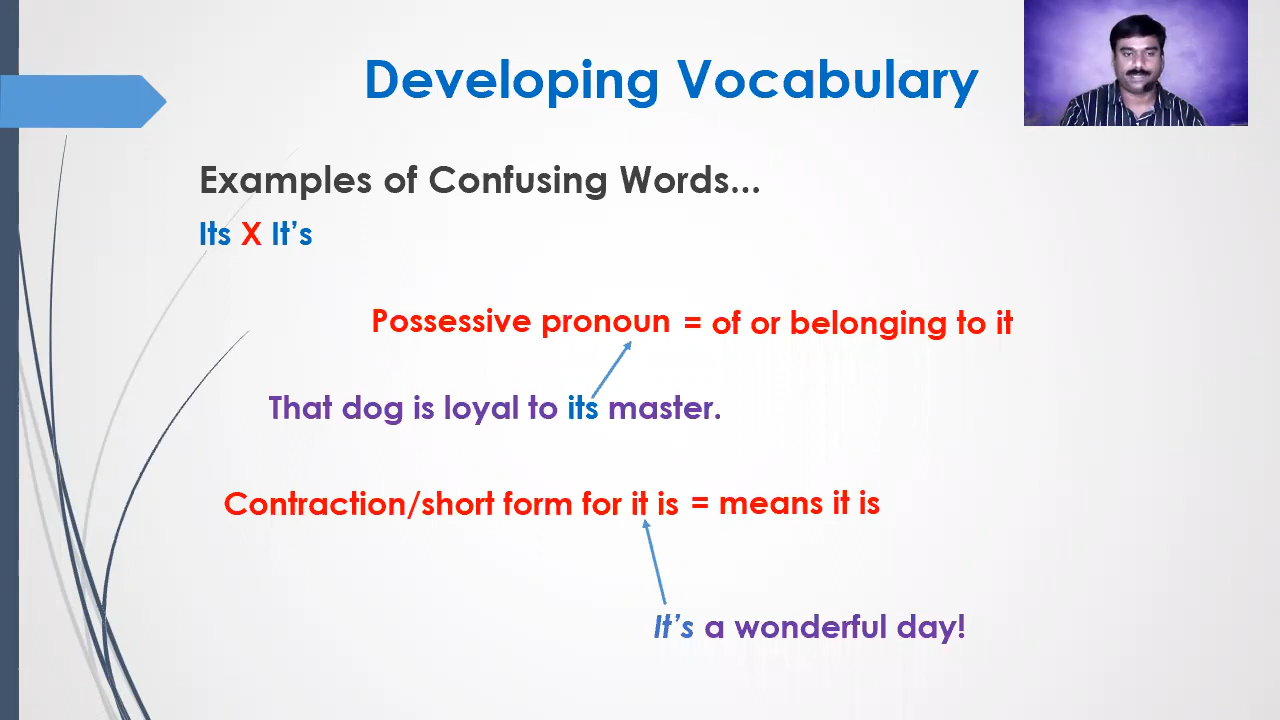 Developing Vocabulary
Examples of Confusing Words...
Its X It’s
Possessive pronoun = of or belonging to it
That dog is loyal to its master.
Contraction/short form for it is = means it is
It’s a wonderful day!